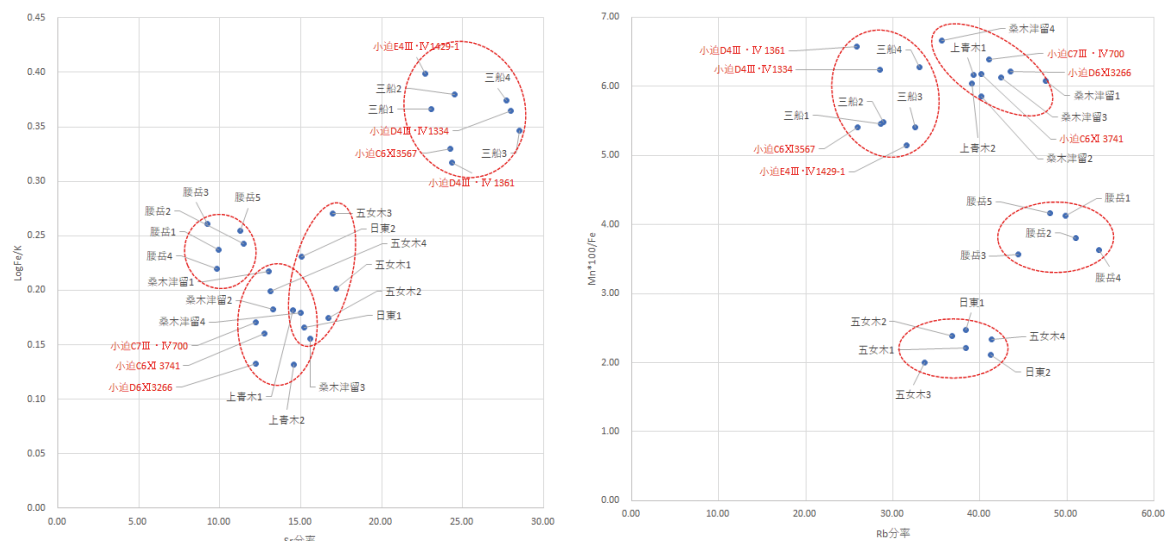 0.45
0.40
0.35
0.30
0.25
0.20
0.15
0.10
0.05
0.00
LogFe/K
0.00
5.00
10.00
15.00
20.00
25.00
30.00
Sr分率
小迫E4Ⅲ・Ⅳ1429-1
三船4
三船2
三船1
小迫D4Ⅲ・Ⅳ1334
小迫C6Ⅺ3567
三船3
小迫D4Ⅲ・Ⅳ 1361
腰岳3
腰岳5
腰岳2
腰岳1
腰岳4
五女木3
日東2
五女木4
五女木1
桑木津留1
五女木2
桑木津留2
日東1
桑木津留4
小迫C7Ⅲ・Ⅳ700
小迫C6Ⅺ 3741
小迫D6Ⅺ3266
桑木津留3
上青木1
上青木2
7.00
6.00
5.00
4.00
3.00
2.00
1.00
0.00
Mn*100/Fe
0.00
10.00
20.00
30.00
40.00
50.00
60.00
Rb分率
桑木津留4
小迫D4Ⅲ・Ⅳ 1361
三船4
上青木1
小迫C7Ⅲ・Ⅳ700
小迫D4Ⅲ・Ⅳ1334
小迫D6Ⅺ3266
三船3
三船2
桑木津留1
三船1
桑木津留3
小迫C6Ⅺ 3741
小迫C6Ⅺ3567
上青木2
桑木津留2
小迫E4Ⅲ・Ⅳ1429-1
腰岳5
腰岳1
腰岳2
腰岳3
腰岳4
日東1
五女木2
五女木4
五女木1
日東2
五女木3